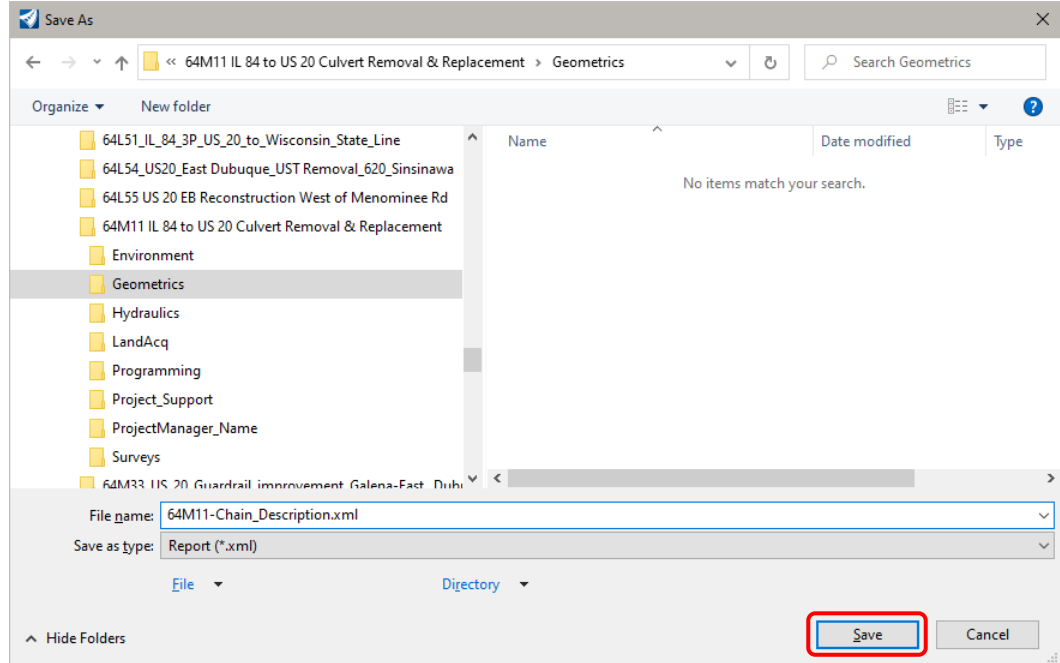 Save As
« 64M11 IL 84 to US 20 Culvert Removal & Replacement › Geometrics
Search Geometrics
Organize
New folder
64L51_IL_84_3P_US_20_to_Wisconsin_State_Line
64L54_US20_East Dubuque_UST Removal_620_Sinsinawa
64L55 US 20 EB Reconstruction West of Menominee Rd
64M11 IL 84 to US 20 Culvert Removal & Replacement
Environment
Geometrics
Hydraulics
LandAcq
Programming
Project_Support
ProjectManager_Name
Surveys
64M33_US_20_Guardrail_improvement_Galena-East_Dubu
Name
Date modified
Type
No items match your search.
File name: 64M11-Chain_Description.xml
Save as type: Report (*.xml)
File
Directory
Hide Folders
Save
Cancel